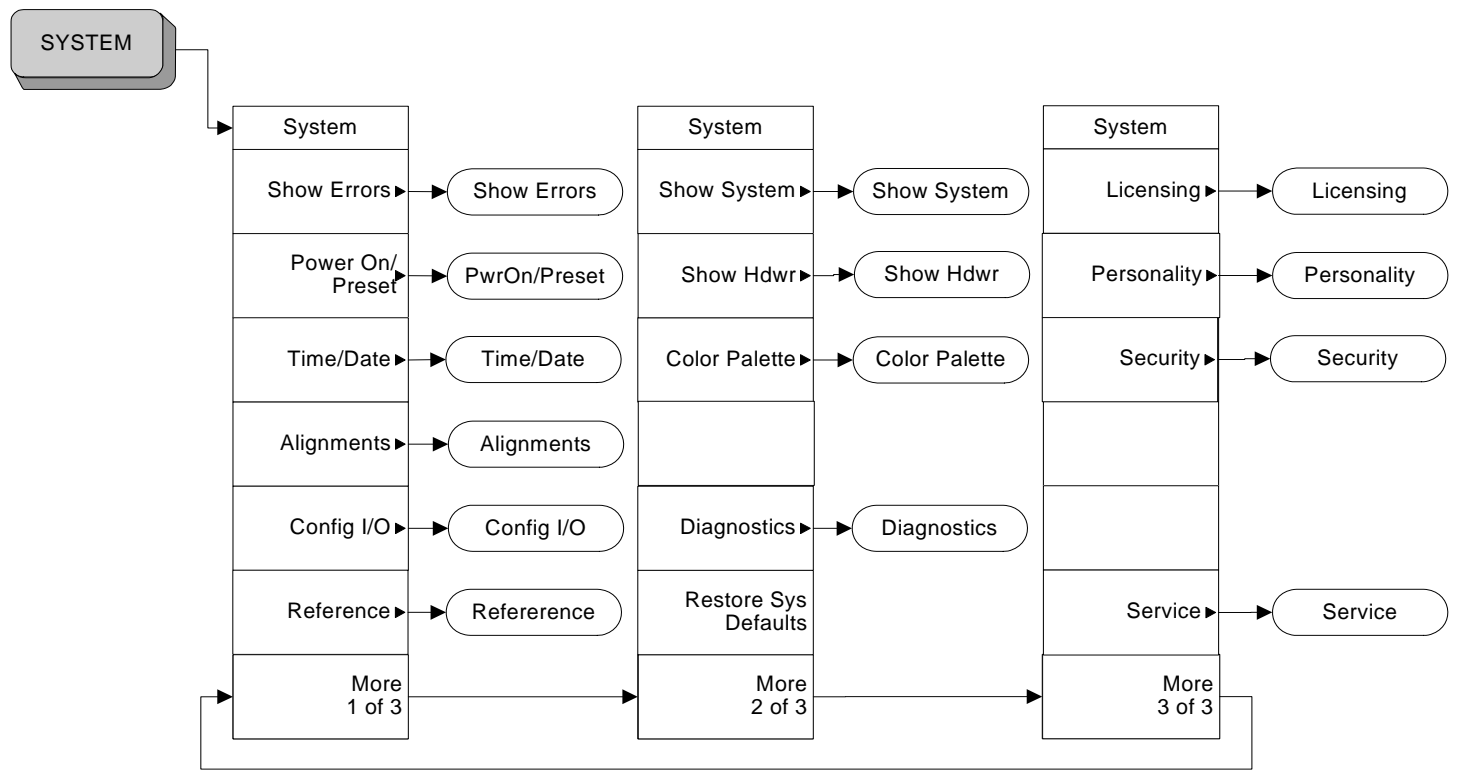 SYSTEM
System
Show Errors
Show Errors
Power On/
Preset
PwrOn/Preset
Time/Date
Time/Date
Alignments
Alignments
Config I/O
Config I/O
Reference
Refererence
More
1 of 3
System
Show System
Show System
Show Hdwr
Show Hdwr
Color Palette
Color Palette
Diagnostics
Diagnostics
Restore Sys
Defaults
More
2 of 3
System
Licensing
Licensing
Personality
Personality
Security
Security
Service
Service
More
3 of 3